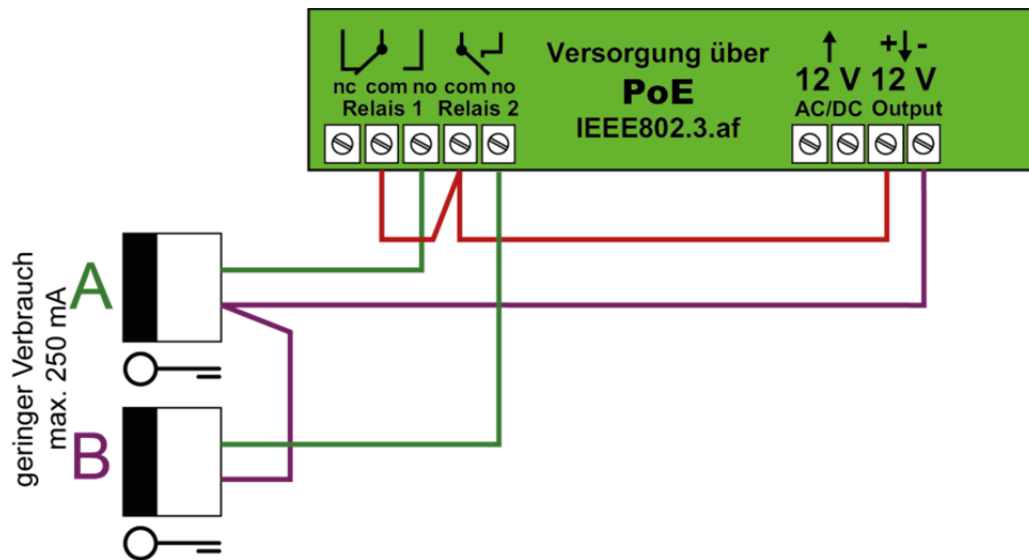 nc com no com no
Relais 1 Relais 2
Versorgung über
PoE
IEEE802.3.af
+ -
12 V 12 V
AC/DC Output
A
B
geringer Verbrauch
max. 250 mA